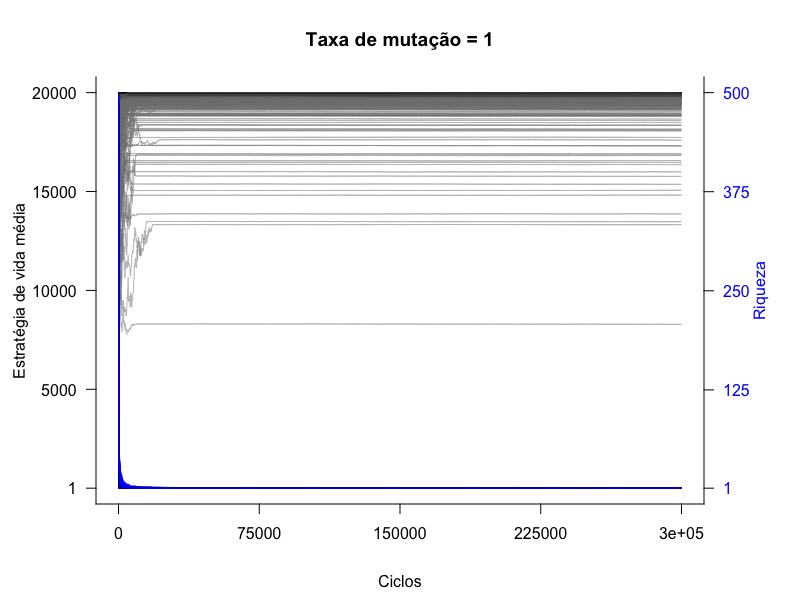 Taxa de mutação = 1
20000
15000
10000
5000
1
Estratégia de vida média
500
375
250
125
1
Riqueza
0
75000
150000
225000
3e+05
Ciclos